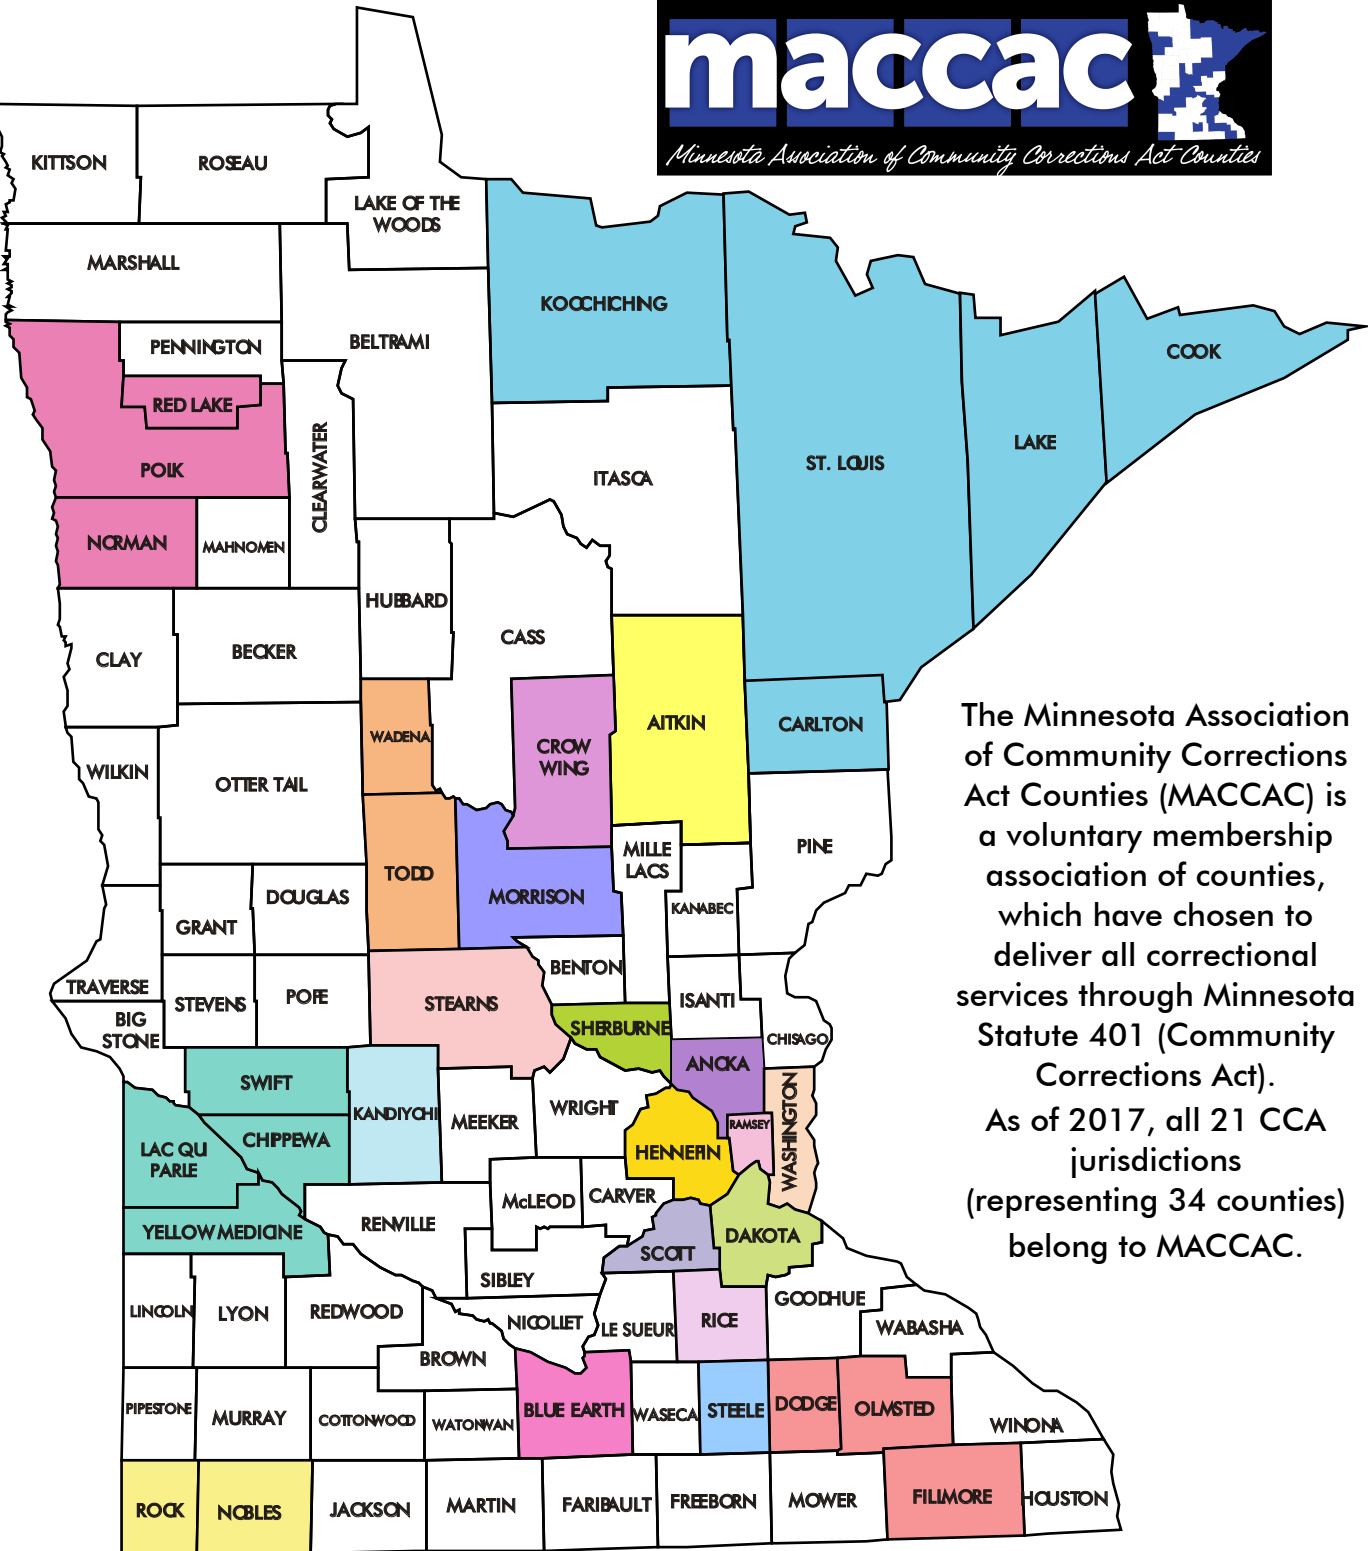 maccac
Minnesota Association of Community Corrections Act Counties
KITTSON
ROSEAU
LAKE OF THE
WOODS
MARSHALL
KOOCHICHING
PENNINGTON
BELTRAMI
COOK
RED LAKE
LAKE
POLK
CLEARWATER
ITASCA
ST. LOUIS
NORMAN
MAHNOMEN
HUBBARD
CASS
CLAY
BECKER
AITKIN
CARLTON
WADENA
CROW
WING
WILKIN
OTTER TAIL
MILLE
LACS
PINE
TODD
MORRISON
KANABEC
DOUGLAS
GRANT
BENTON
TRAVERSE
STEVENS
POPE
STEARNS
ISANTI
BIG
STONE
SHERBURNE
CHISAGO
ANOKA
SWIFT
KANDIYOHI
MEEKER
WRIGHT
WASHINGTON
RAMSEY
CHIPPEWA
LAC QUI
PARLE
HENNEPIN
McLEOD
CARVER
RENVILLE
YELLOW MEDICINE
DAKOTA
SCOTT
SIBLEY
LINCOLN
LYON
REDWOOD
NICOLLET
LE SUEUR
RICE
GOODHUE
WABASHA
BROWN
PIPESTONE
MURRAY
COTTONWOOD
WATONWAN
BLUE EARTH
WASECA
STEELE
DODGE
OLMSTED
WINONA
ROCK
NOBLES
JACKSON
MARTIN
FARIBAULT
FREEBORN
MOWER
FILLMORE
HOUSTON
The Minnesota Association
of Community Corrections
Act Counties (MACCAC) is
a voluntary membership
association of counties,
which have chosen to
deliver all correctional
services through Minnesota
Statute 401 (Community
Corrections Act).
As of 2017, all 21 CCA
jurisdictions
(representing 34 counties)
belong to MACCAC.